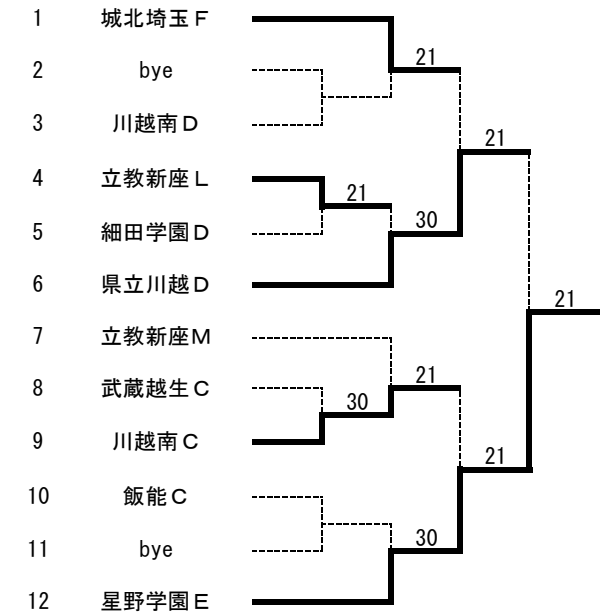 1 城北埼玉F
21
2 bye
3 川越南D
21
4 立教新座L
21
30
5 細田学園D
6 県立川越D
21
7 立教新座M
21
8 武蔵越生C
30
9 川越南C
21
10 飯能C
30
11 bye
12 星野学園E